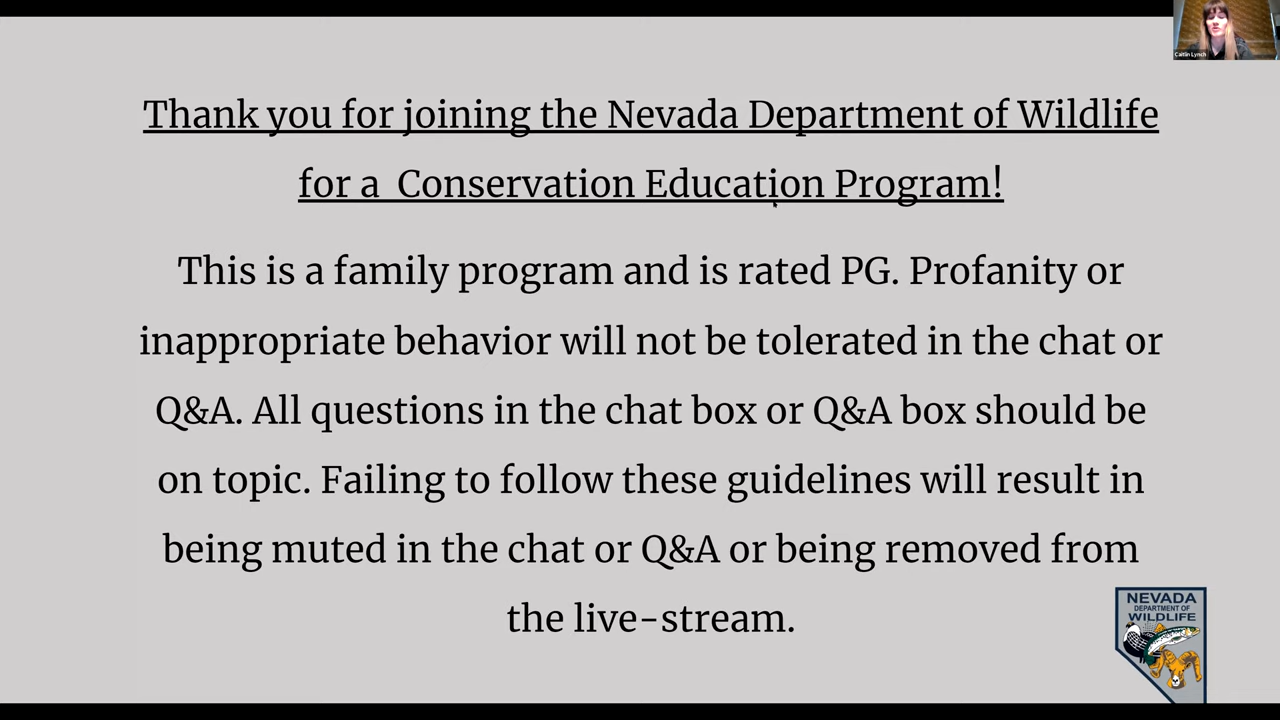 Caitlin Lynch
Thank you for joining the Nevada Department of Wildlife
for a  Conservation Education Program!
This is a family program and is rated PG. Profanity or
inappropriate behavior will not be tolerated in the chat or
Q&A. All questions in the chat box or Q&A box should be
on topic. Failing to follow these guidelines will result in
being muted in the chat or Q&A or being removed from
the live-stream.
NEVADA
DEPARTMENT OF
WILDLIFE